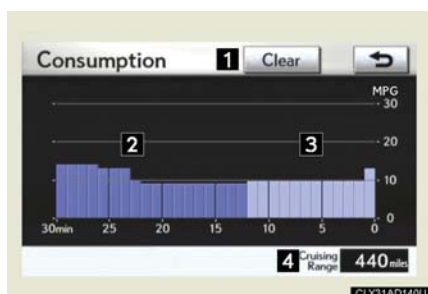 Consumption 1 Clear
MPG
30
2 3 20
10
0
30min 25 20 15 10 5 0
4 Cruising Range 440 miles
CLY31AD140U